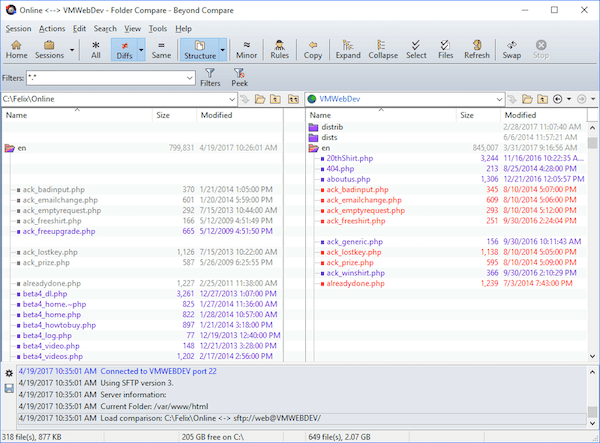 Online <--> VMWebDev - Folder Compare - Beyond Compare
Session Actions Edit Search View Tools Help
Home Sessions All Diffs Same Structure Minor Rules Copy Expand Collapse Select Files Refresh Swap Stop
Filters: *.* Filters Peek
C:\Felix\Online VMWebDev
Name Size Modified Name Size Modified
distrib 2/28/2017 11:07:40 AM
dists 6/6/2014 11:57:21 AM
en 799,831 4/19/2017 10:26:01 AM en 845,007 3/31/2017 9:16:56 AM
20thShirt.php 3,244 11/16/2016 10:22:35 A...
404.php 213 8/25/2014 4:28:00 PM
aboutus.php 1,306 12/21/2016 12:05:57 PM
ack_badinput.php 370 1/21/2014 1:05:00 PM ack_badinput.php 345 8/10/2014 5:07:00 PM
ack_emailchange.php 601 1/20/2014 5:59:00 PM ack_emailchange.php 609 8/10/2014 5:06:00 PM
ack_emptyrequest.php 292 7/15/2013 10:44:00 AM ack_emptyrequest.php 293 8/10/2014 5:12:00 PM
ack_freeshirt.php 166 5/12/2009 4:51:49 PM ack_freeshirt.php 251 9/30/2016 2:24:04 PM
ack_freeupgrade.php 665 5/12/2009 4:51:50 PM
ack_generic.php 156 9/30/2016 10:11:43 AM
ack_lostkey.php 1,126 7/15/2013 10:22:00 AM ack_lostkey.php 1,138 8/10/2014 5:05:00 PM
ack_prize.php 587 5/26/2009 6:25:55 PM ack_prize.php 595 8/10/2014 5:09:00 PM
ack_winshirt.php 366 9/30/2016 2:10:29 PM
alreadydone.php 1,227 2/25/2011 11:38:00 AM alreadydone.php 1,239 7/3/2014 7:43:00 PM
beta4_dl.php 3,261 12/27/2013 1:07:00 PM
beta4_home.~php 825 1/27/2014 11:36:00 AM
beta4_home.php 822 1/28/2014 10:57:00 AM
beta4_howtobuy.php 897 1/21/2014 3:18:00 PM
beta4_log.php 77 12/19/2013 12:40:00 PM
beta4_video.php 148 12/19/2013 3:28:00 PM
beta4_videos.php 1,202 2/17/2014 2:56:00 PM
4/19/2017 10:35:01 AM Connected to VMWEBDEV port 22
4/19/2017 10:35:01 AM Using SFTP version 3.
4/19/2017 10:35:01 AM Server information:
4/19/2017 10:35:01 AM Current Folder: /var/www/html
4/19/2017 10:35:01 AM Load comparison: C:\Felix\Online <-> sftp://web@VMWEBDEV/
318 file(s), 877 KB 205 GB free on C:\ 649 file(s), 2.07 GB